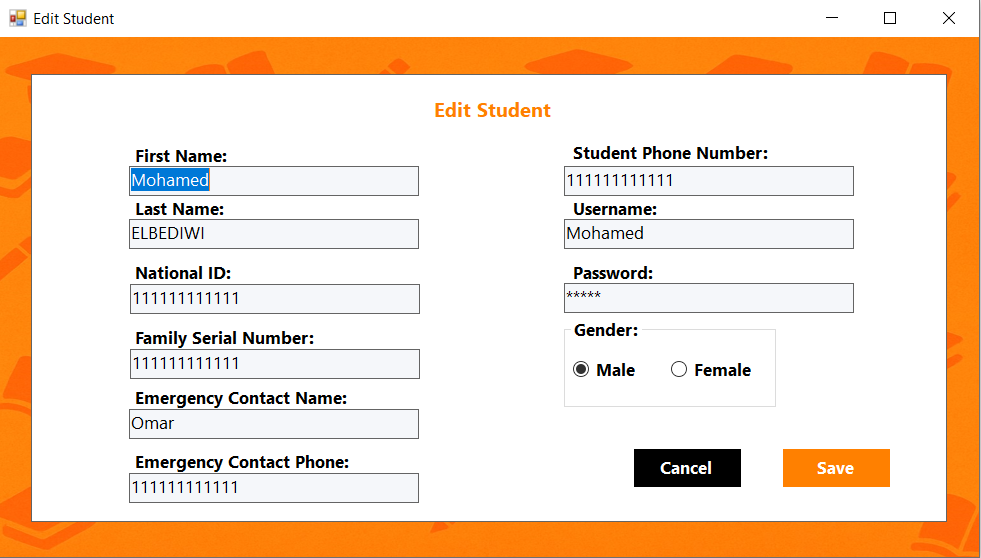 Edit Student
Edit Student
First Name:
Mohamed
Last Name:
ELBEDIWI
National ID:
111111111111
Family Serial Number:
111111111111
Emergency Contact Name:
Omar
Emergency Contact Phone:
111111111111
Student Phone Number:
111111111111
Username:
Mohamed
Password:
*****
Gender:
Male Female
Cancel Save